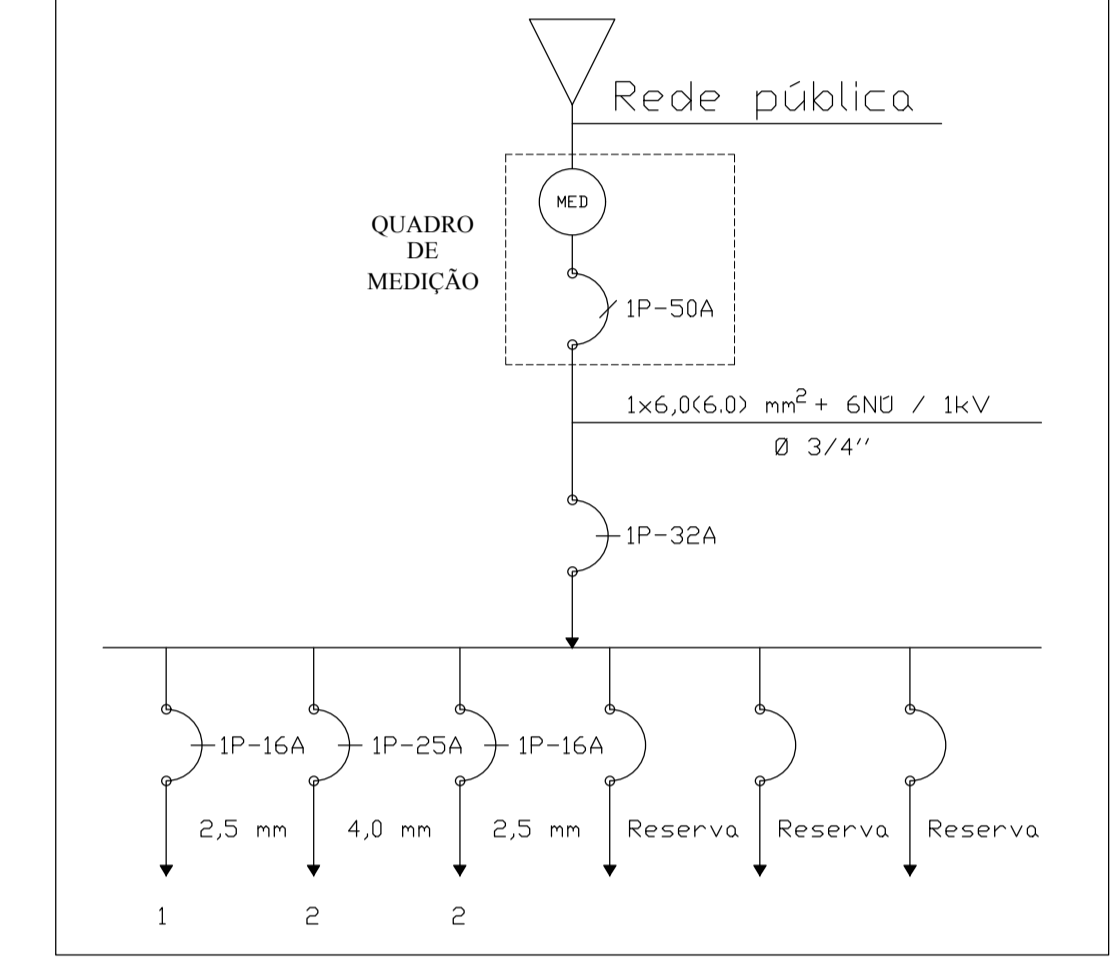 Rede pública
MED
QUADRO
DE
MEDIÇÃO
1P-50A
1x6,0(6.0) mm² + 6NU / 1kV
Ø 3/4''
1P-32A
1P-16A 1P-25A 1P-16A
2,5 mm 4,0 mm 2,5 mm Reserva Reserva Reserva
1 2 2